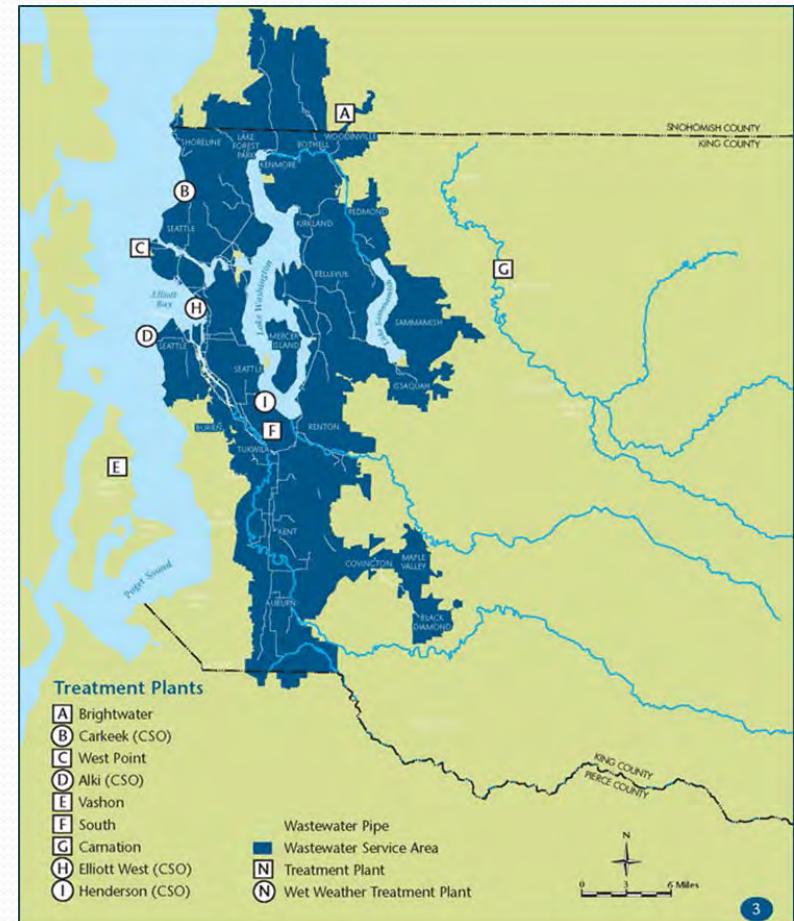 SNOHOMISH COUNTY
KING COUNTY
A
WOODINVILLE
SHORELINE
LAKE
FOREST
PARK
BOTHELL
KENMORE
B
REDMOND
SEATTLE
KIRKLAND
C
G
BELLEVUE
Elliott
Bay
Lake Washington
H
Lake Sammamish
SAMMAMISH
D
SEATTLE
MERCER
ISLAND
SEATTLE
ISSAQUAH
I
F
RENTON
BURIEN
TUKWILA
E
KENT
COVINGTON
MAPLE
VALLEY
Puget Sound
AUBURN
BLACK
DIAMOND
KING COUNTY
PIERCE COUNTY
Treatment Plants
A Brightwater
B Carkeek (CSO)
C West Point
D Alki (CSO)
E Vashon
F South
G Carnation
H Elliott West (CSO)
I Henderson (CSO)
Wastewater Pipe
Wastewater Service Area
N Treatment Plant
N Wet Weather Treatment Plant
N
0 3 6 Miles
3